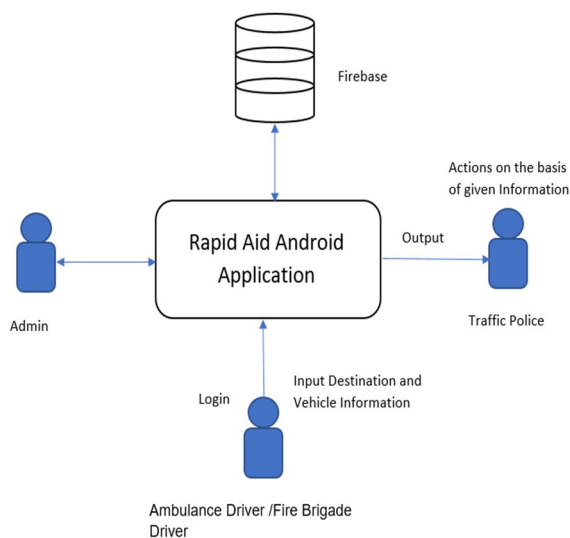 Firebase
Actions on the basis
of given Information
Rapid Aid Android
Application
Output
Admin
Traffic Police
Login
Input Destination and
Vehicle Information
Ambulance Driver /Fire Brigade
Driver